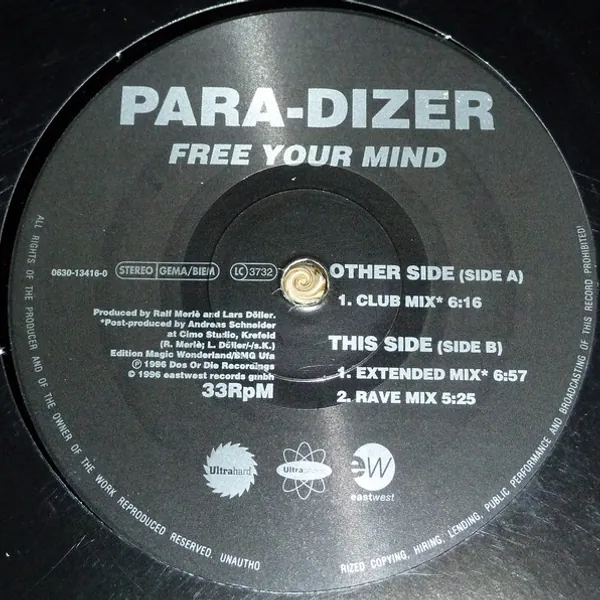 PARA-DIZER
FREE YOUR MIND
0630-13416-0
STEREO GEMA/BIEM LC 3732
Produced by Ralf Merlè and Lars Döller.
*Post-produced by Andreas Schneider
at Cimo Studio, Krefeld
(R. Merlè; L. Döller/-/s.K.)
Edition Magic Wonderland/BMG Ufa
Ⓟ 1996 Dos Or Die Recordings
© 1996 eastwest records gmbh
33RpM
OTHER SIDE (SIDE A)
1. CLUB MIX* 6:16
THIS SIDE (SIDE B)
1. EXTENDED MIX* 6:57
2. RAVE MIX 5:25
Ultrahard
ew
eastwest
ALL RIGHTS OF THE PRODUCER AND OF THE OWNER OF THE WORK REPRODUCED RESERVED. UNAUTHO
RIZED COPYING, HIRING, LENDING, PUBLIC PERFORMANCE AND BROADCASTING OF THIS RECORD PROHIBITED!